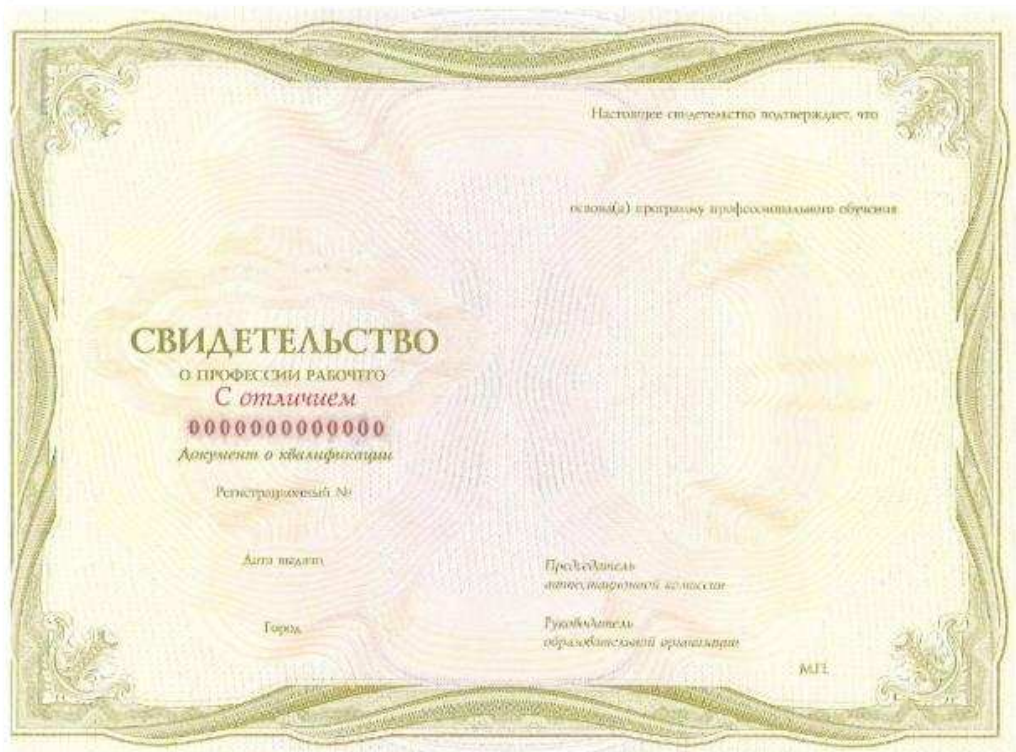 СВИДЕТЕЛЬСТВО
О ПРОФЕССИИ РАБОЧЕГО
С отличием
0000000000000
Документ о квалификации
Регистрационный №
Дата выдачи
Город
Настоящее свидетельство подтверждает, что
освоил(а) программу профессионального обучения
Председатель
аттестационной комиссии
Руководитель
образовательной организации
М.П.